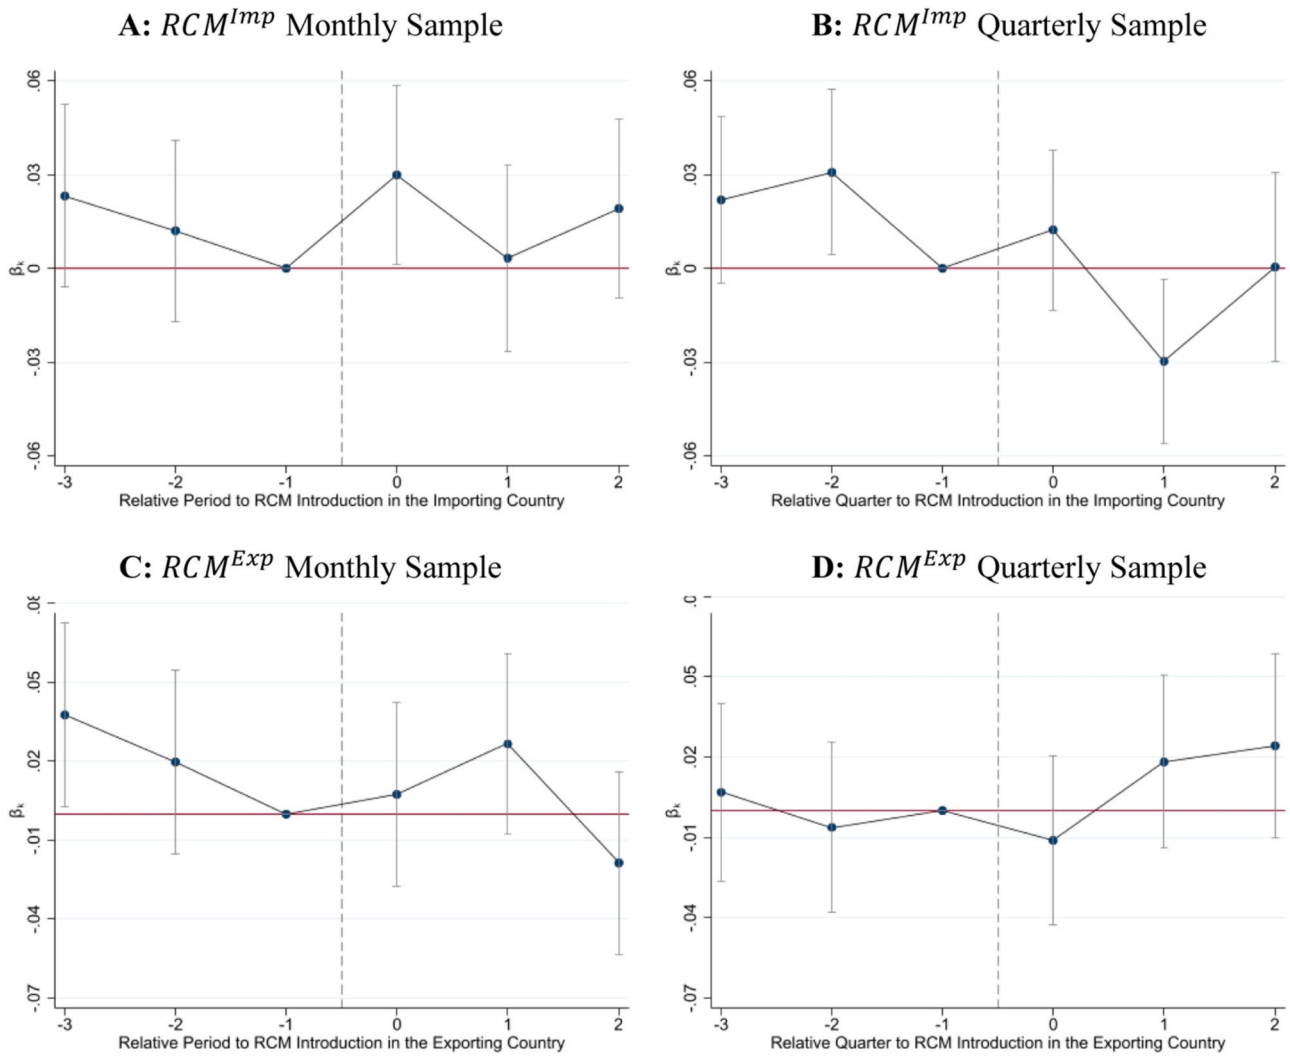 A: RCM^Imp Monthly Sample
B: RCM^Imp Quarterly Sample
.06
.03
0
-.03
-.06
βk
-3 -2 -1 0 1 2
Relative Period to RCM Introduction in the Importing Country
.06
.03
0
-.03
-.06
βk
-3 -2 -1 0 1 2
Relative Quarter to RCM Introduction in the Importing Country
C: RCM^Exp Monthly Sample
D: RCM^Exp Quarterly Sample
.05
.02
-.01
-.04
-.07
βk
-3 -2 -1 0 1 2
Relative Period to RCM Introduction in the Exporting Country
.05
.02
-.01
-.04
-.07
βk
-3 -2 -1 0 1 2
Relative Quarter to RCM Introduction in the Exporting Country